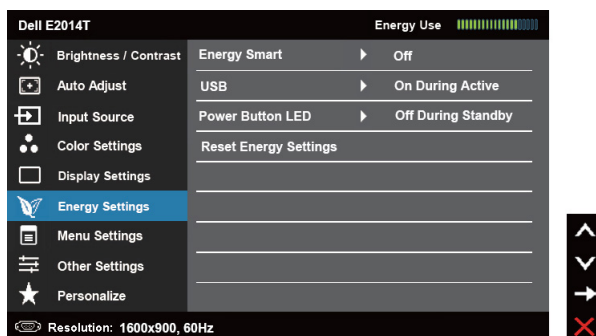 Dell E2014T Energy Use
Brightness / Contrast Energy Smart Off
Auto Adjust USB On During Active
Input Source Power Button LED Off During Standby
Color Settings Reset Energy Settings
Display Settings
Energy Settings
Menu Settings
Other Settings
Personalize
Resolution: 1600x900, 60Hz